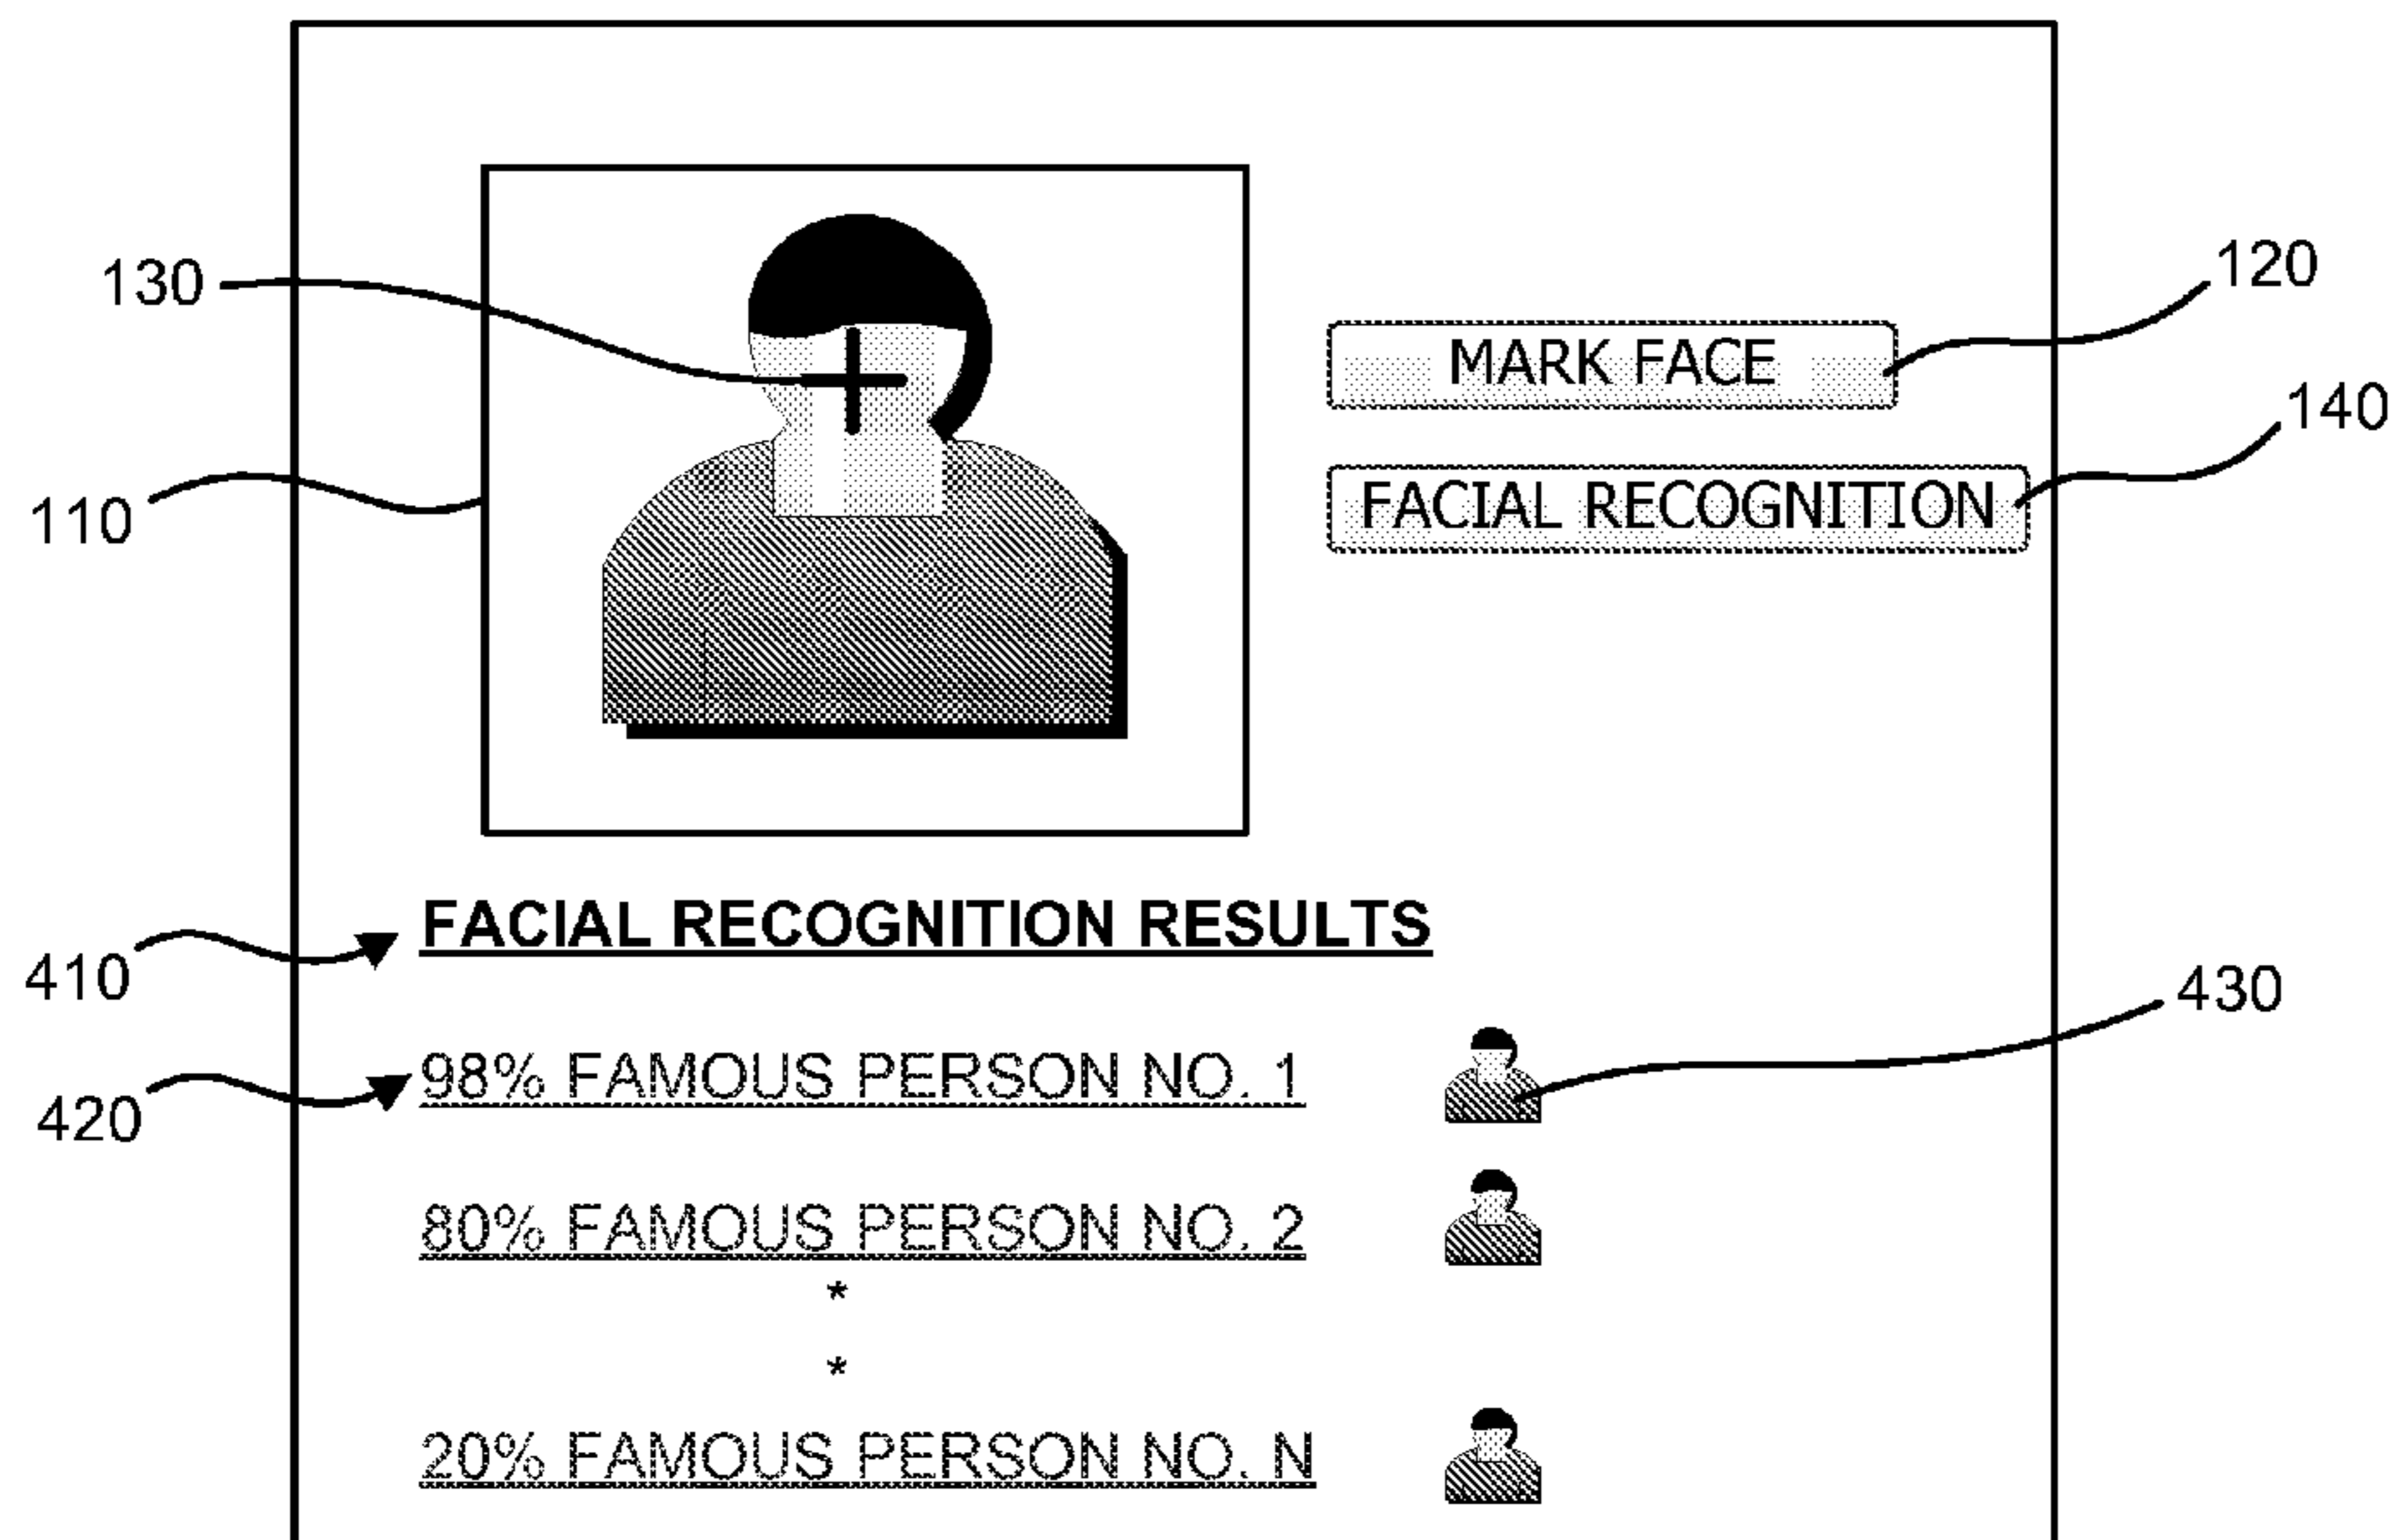 130
120
MARK FACE
140
110
FACIAL RECOGNITION
FACIAL RECOGNITION RESULTS
410
430
98% FAMOUS PERSON NO. 1
420
80% FAMOUS PERSON NO. 2
*
*
20% FAMOUS PERSON NO. N